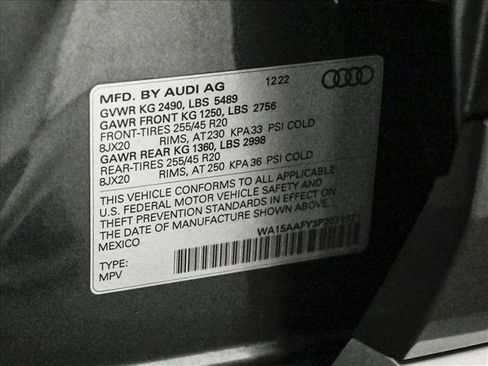 MFD. BY AUDI AG 12.22
GVWR KG 2490, LBS 5489
GAWR FRONT KG 1250, LBS 2756
FRONT-TIRES 255/45 R20
8JX20 RIMS, AT 230 KPA 33 PSI COLD
GAWR REAR KG 1360, LBS 2998
REAR-TIRES 255/45 R20
8JX20 RIMS, AT 250 KPA 36 PSI COLD
THIS VEHICLE CONFORMS TO ALL APPLICABLE
U.S. FEDERAL MOTOR VEHICLE SAFETY AND
THEFT PREVENTION STANDARDS IN EFFECT ON
THE DATE OF MANUFACTURE SHOWN ABOVE
MEXICO
TYPE:
MPV